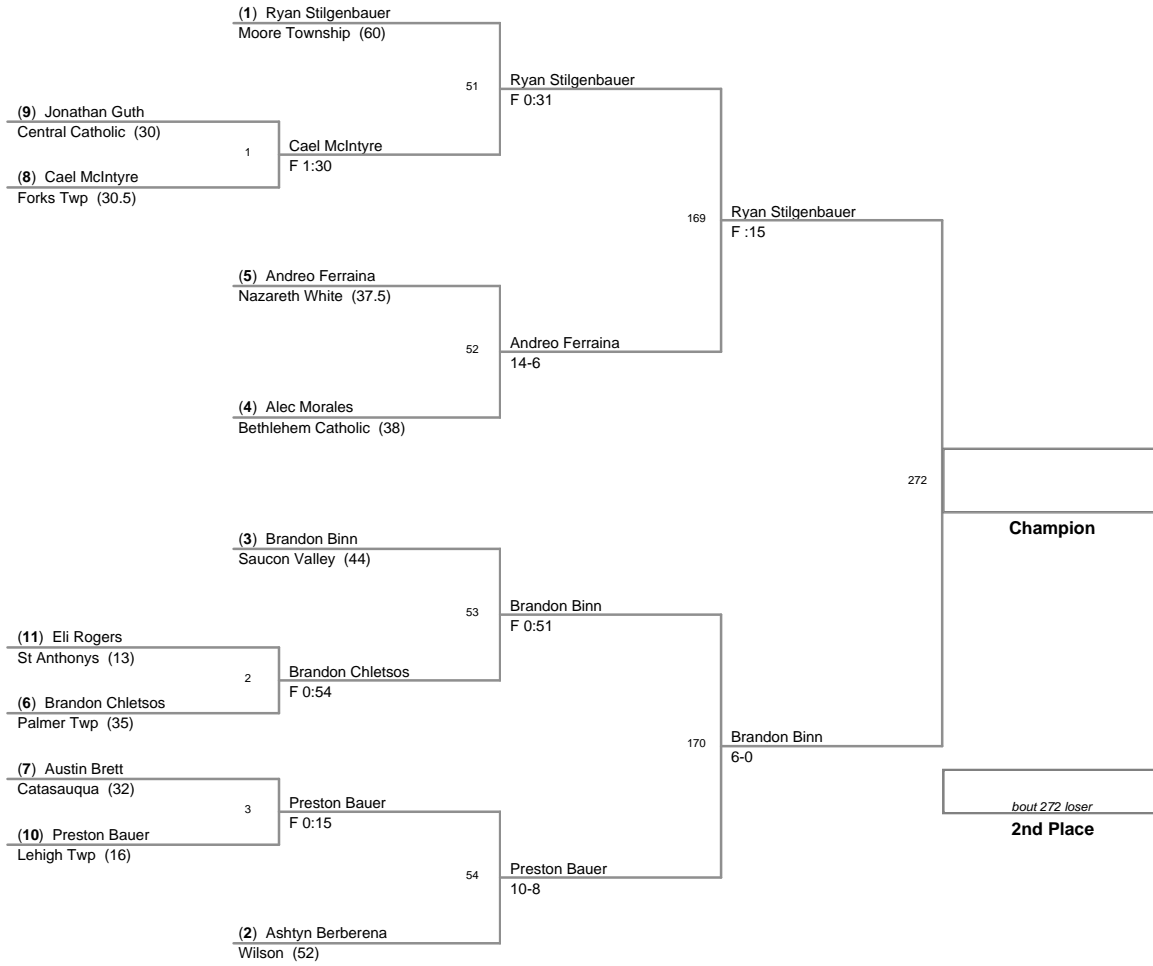 (1) Ryan Stilgenbauer
Moore Township (60)
51
Ryan Stilgenbauer
F 0:31
(9) Jonathan Guth
Central Catholic (30)
1
Cael McIntyre
F 1:30
(8) Cael McIntyre
Forks Twp (30.5)
169
Ryan Stilgenbauer
F :15
(5) Andreo Ferraina
Nazareth White (37.5)
52
Andreo Ferraina
14-6
(4) Alec Morales
Bethlehem Catholic (38)
272
Champion
(3) Brandon Binn
Saucon Valley (44)
53
Brandon Binn
F 0:51
(11) Eli Rogers
St Anthonys (13)
2
Brandon Chletsos
F 0:54
(6) Brandon Chletsos
Palmer Twp (35)
170
Brandon Binn
6-0
(7) Austin Brett
Catasauqua (32)
3
Preston Bauer
F 0:15
bout 272 loser
2nd Place
(10) Preston Bauer
Lehigh Twp (16)
54
Preston Bauer
10-8
(2) Ashtyn Berberena
Wilson (52)